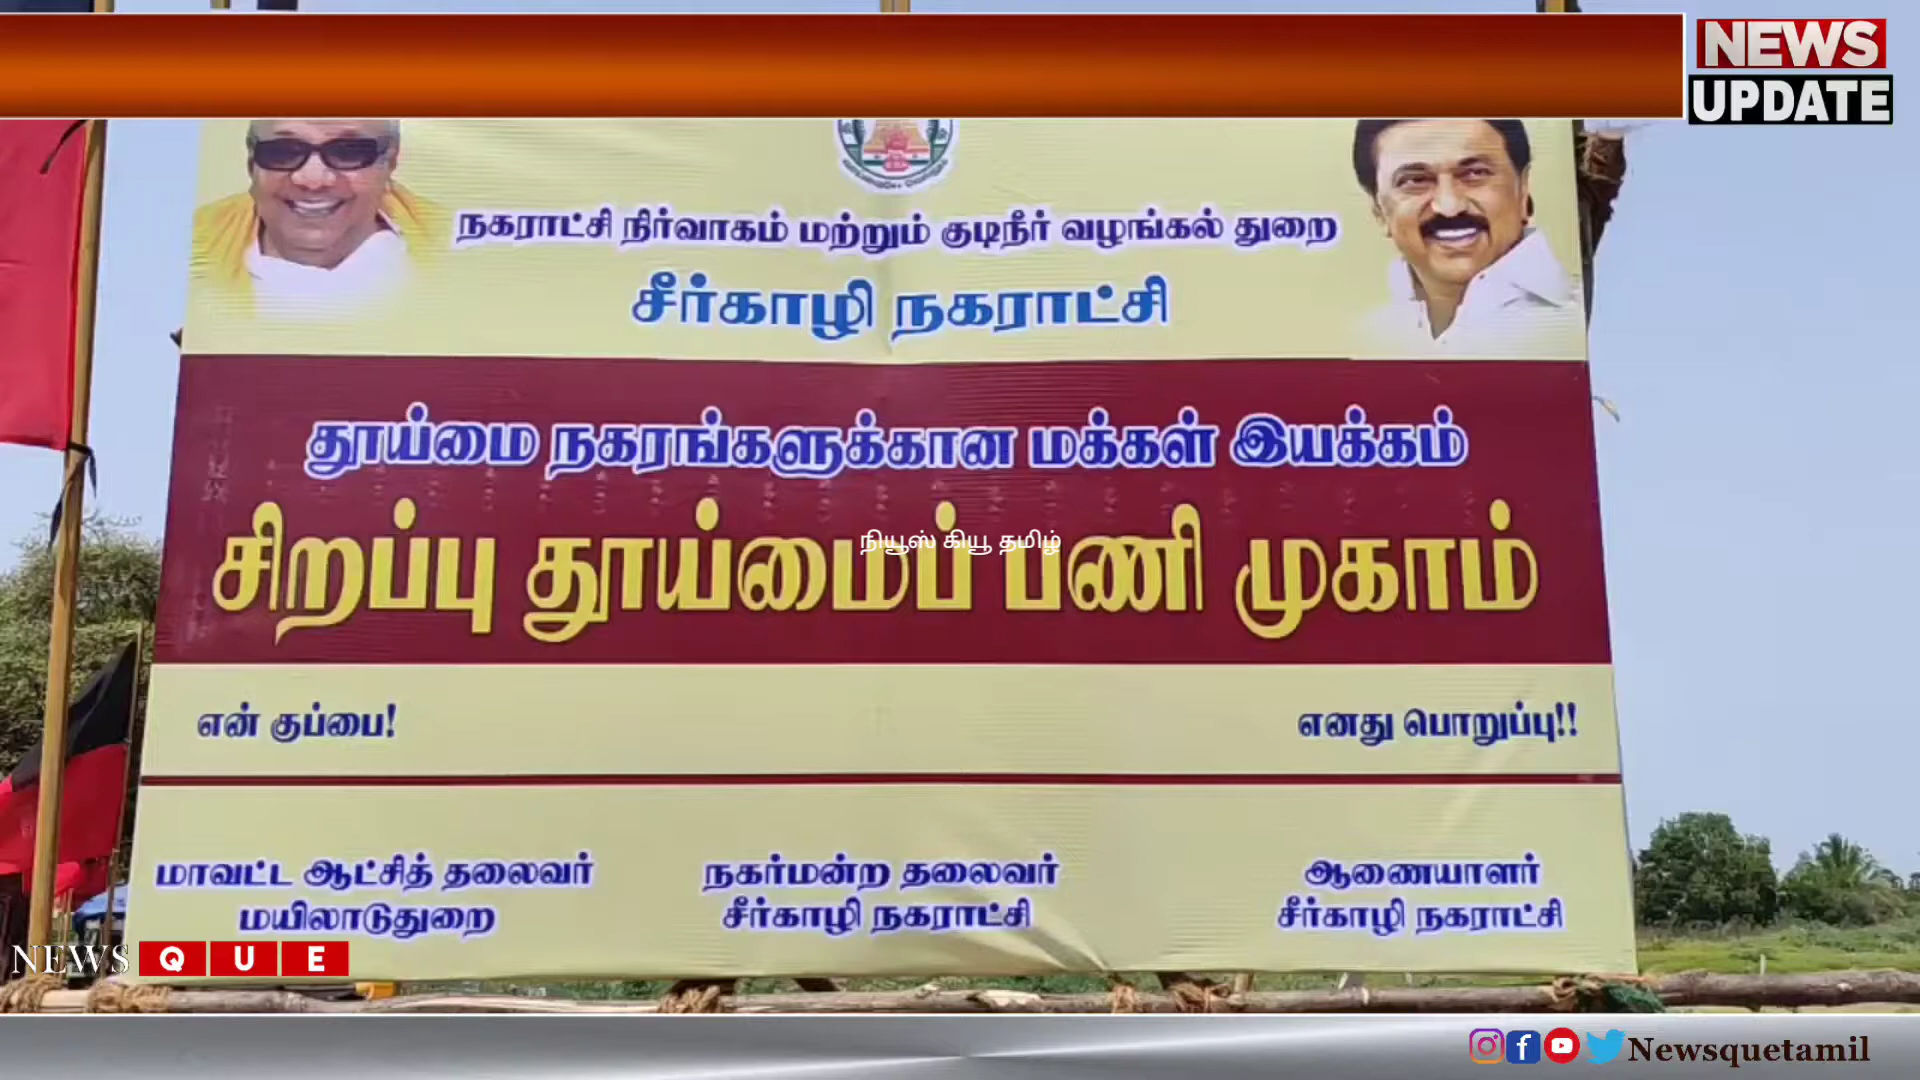 NEWS
UPDATE
நகராட்சி நிர்வாகம் மற்றும் குடிநீர் வழங்கல் துறை
சீர்காழி நகராட்சி
தூய்மை நகரங்களுக்கான மக்கள் இயக்கம்
சிறப்பு தூய்மைப் பணி முகாம்
நியூஸ் கியூ தமிழ்
என் குப்பை! எனது பொறுப்பு!!
மாவட்ட ஆட்சித் தலைவர் நகர்மன்ற தலைவர் ஆணையாளர்
மயிலாடுதுறை சீர்காழி நகராட்சி சீர்காழி நகராட்சி
NEWS QUE
Newsquetamil